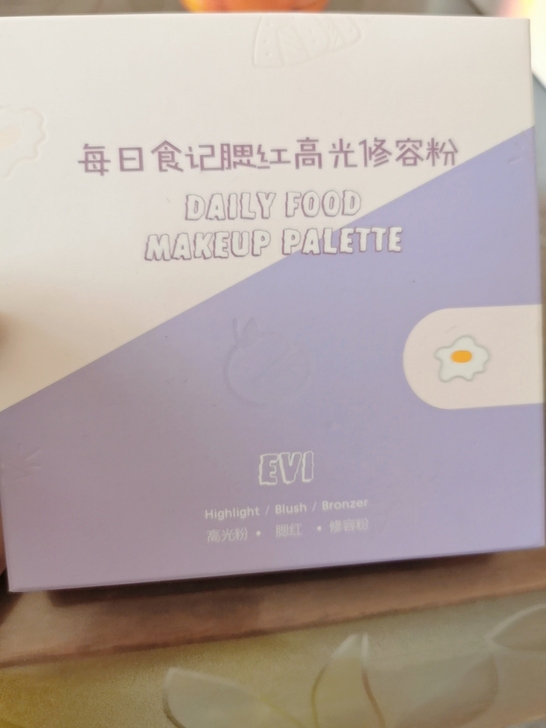 每日食记腮红高光修容粉
DAILY FOOD
MAKEUP PALETTE
EVI
Highlight / Blush / Bronzer
高光粉 • 腮红 • 修容粉